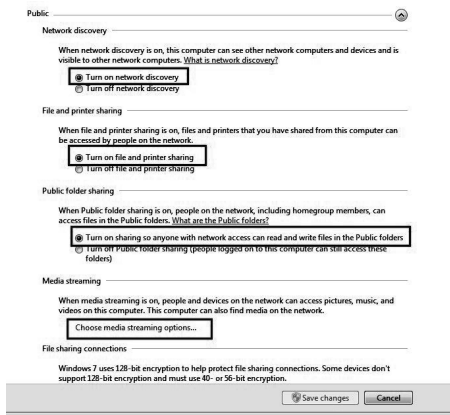 Public
Network discovery
When network discovery is on, this computer can see other network computers and devices and is
visible to other network computers. What is network discovery?
Turn on network discovery
Turn off network discovery
File and printer sharing
When file and printer sharing is on, files and printers that you have shared from this computer can
be accessed by people on the network.
Turn on file and printer sharing
Turn off file and printer sharing
Public folder sharing
When Public folder sharing is on, people on the network, including homegroup members, can
access files in the Public folders. What are the Public folders?
Turn on sharing so anyone with network access can read and write files in the Public folders
Turn off Public folder sharing (people logged on to this computer can still access these
folders)
Media streaming
When media streaming is on, people and devices on the network can access pictures, music, and
videos on this computer. This computer can also find media on the network.
Choose media streaming options...
File sharing connections
Windows 7 uses 128-bit encryption to help protect file sharing connections. Some devices don't
support 128-bit encryption and must use 40- or 56-bit encryption.
Save changes Cancel